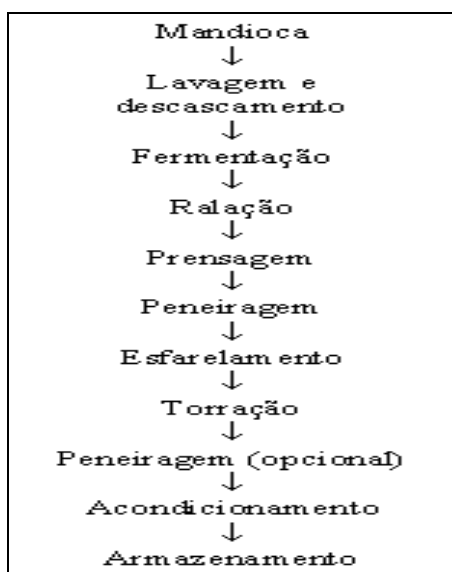 Mandioca
↓
Lavagem e
descascamento
↓
Fermentação
↓
Ralação
↓
Prensagem
↓
Peneiragem
↓
Esfarelamento
↓
Torração
↓
Peneiragem (opcional)
↓
Acondicionamento
↓
Armazenamento